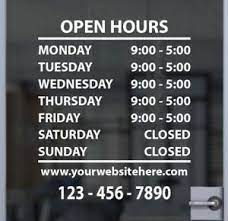 OPEN HOURS
MONDAY 9:00 - 5:00
TUESDAY 9:00 - 5:00
WEDNESDAY 9:00 - 5:00
THURSDAY 9:00 - 5:00
FRIDAY 9:00 - 5:00
SATURDAY CLOSED
SUNDAY CLOSED
www.yourwebsitehere.com
123 - 456 - 7890